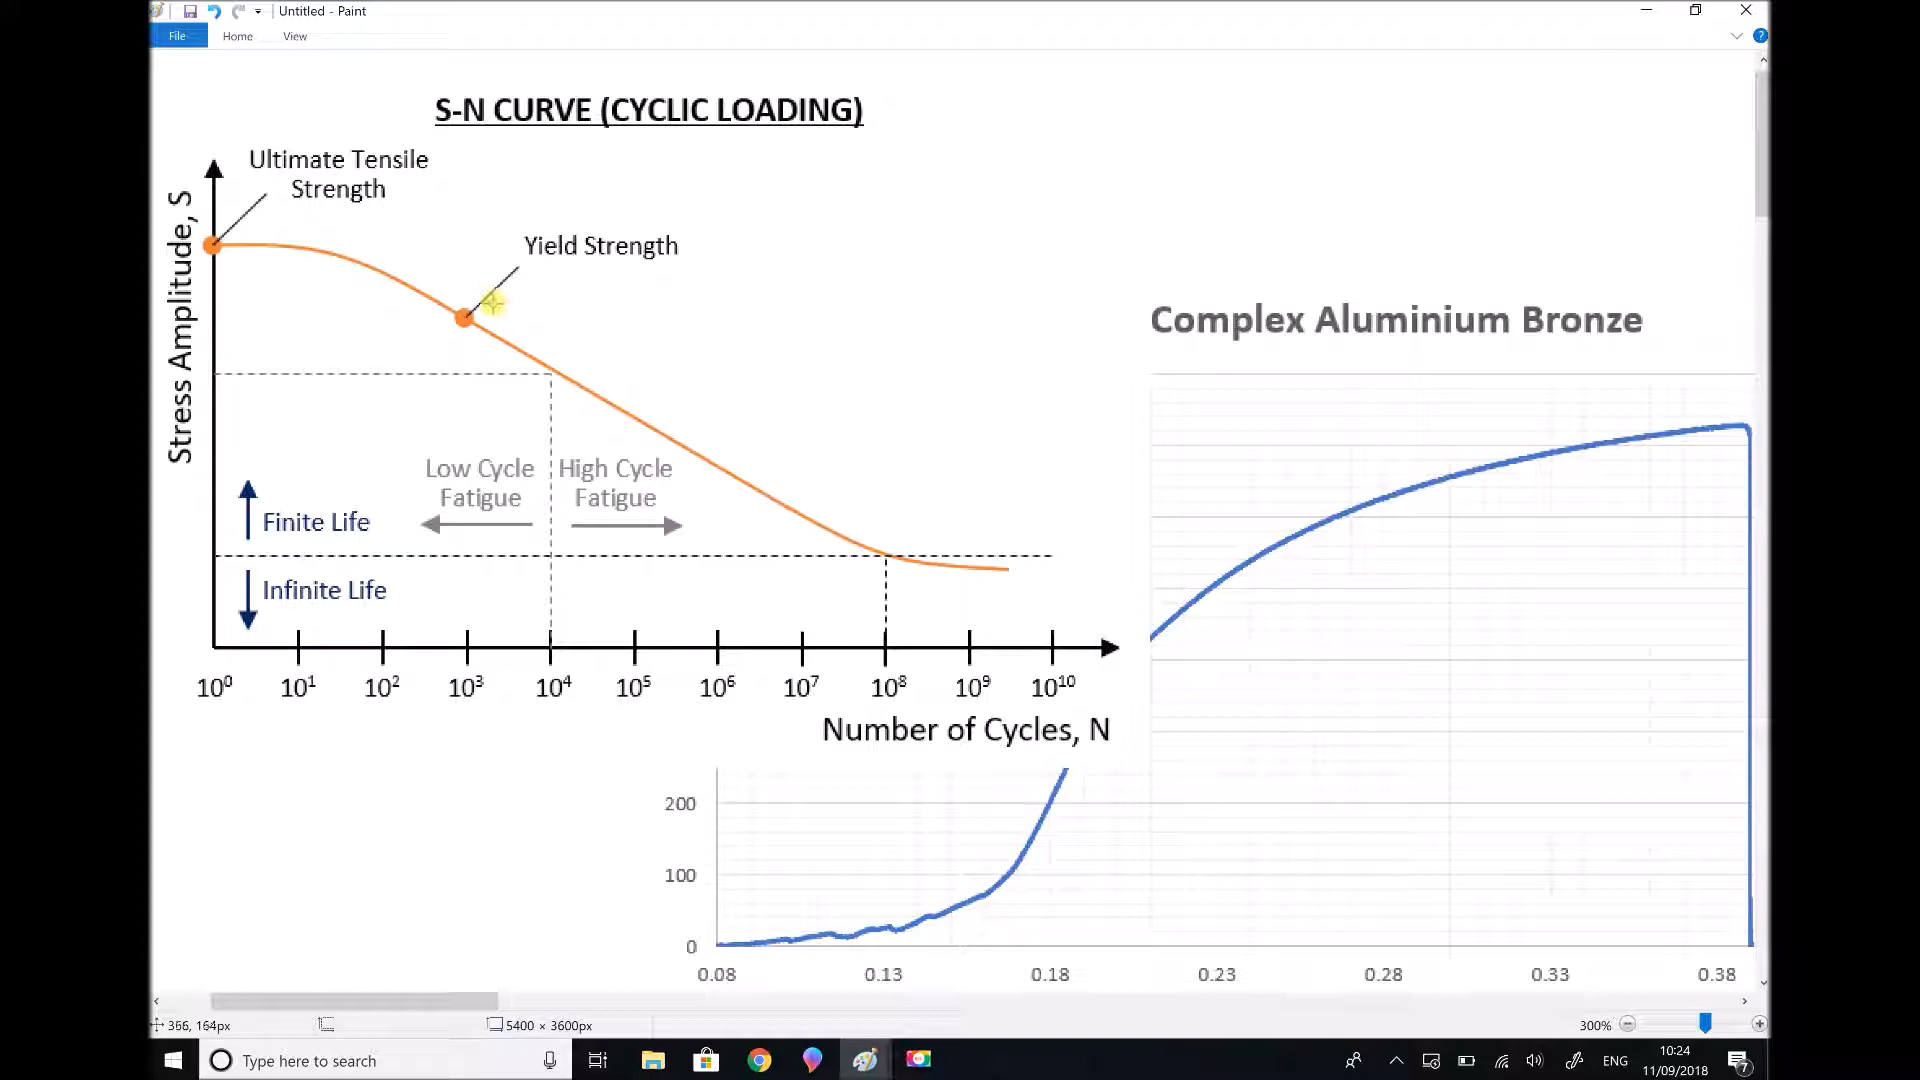 Untitled - Paint
File Home View
S-N CURVE (CYCLIC LOADING)
Ultimate Tensile
Strength
Yield Strength
Stress Amplitude, S
Complex Aluminium Bronze
Low Cycle
Fatigue
High Cycle
Fatigue
Finite Life
Infinite Life
10⁰ 10¹ 10² 10³ 10⁴ 10⁵ 10⁶ 10⁷ 10⁸ 10⁹ 10¹⁰
Number of Cycles, N
200
100
0
0.08 0.13 0.18 0.23 0.28 0.33 0.38
366, 164px
5400 × 3600px
300%
Type here to search
ENG
10:24
11/09/2018
7